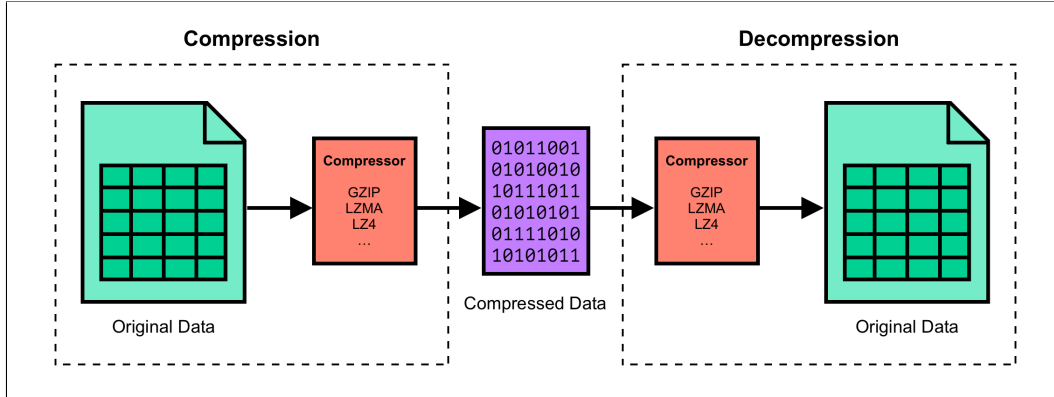 Compression
Decompression
Compressor
GZIP
LZMA
LZ4
...
Original Data
01011001
01010010
10111011
01010101
01111010
10101011
Compressed Data
Compressor
GZIP
LZMA
LZ4
...
Original Data